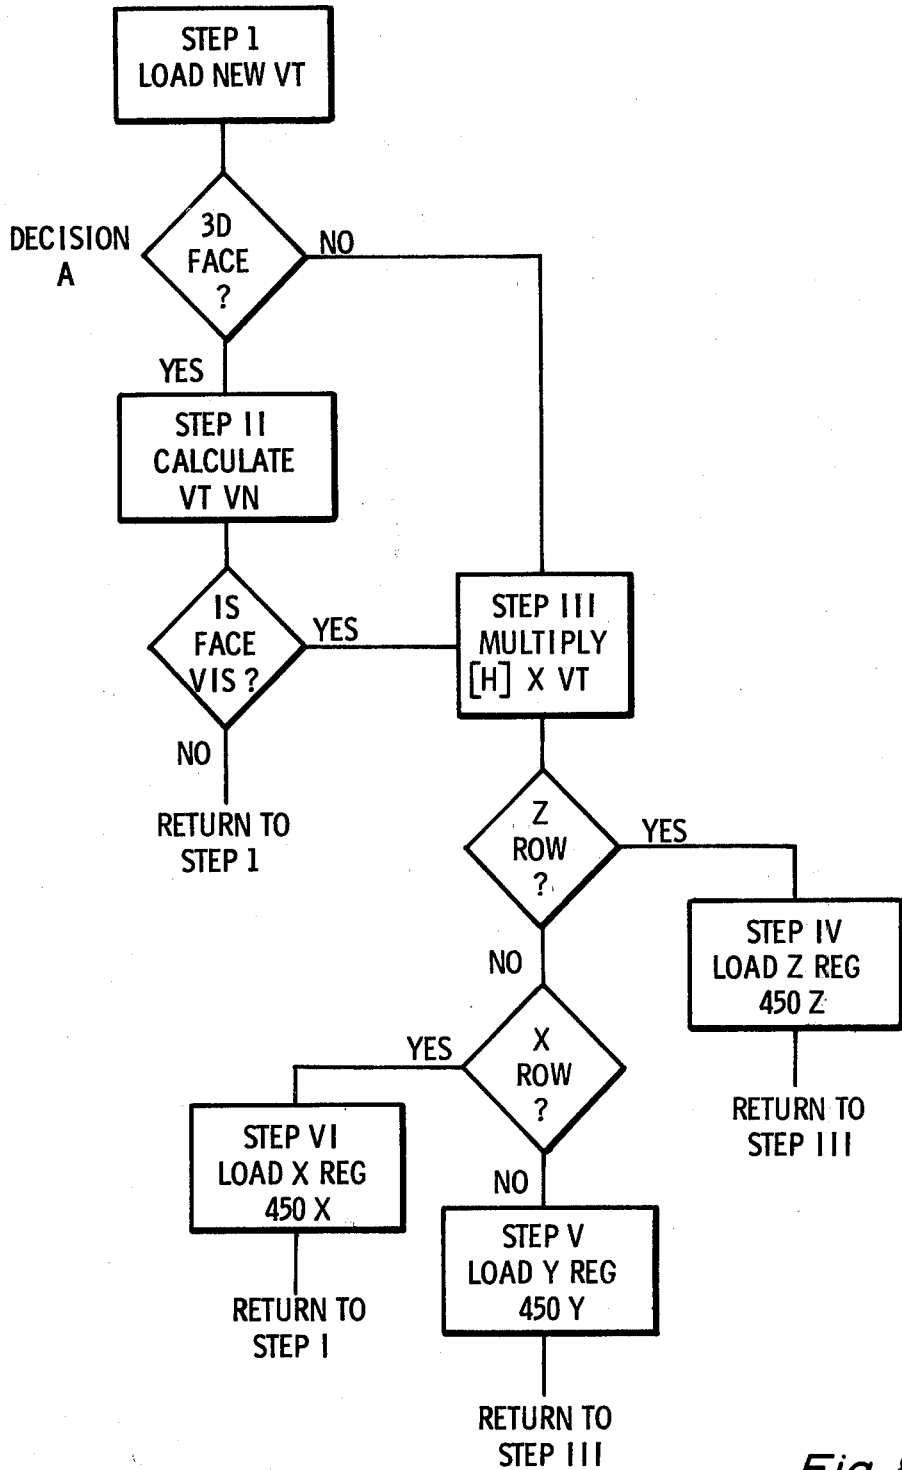 STEP 1
LOAD NEW VT
DECISION
A
3D
FACE
?
NO
YES
STEP II
CALCULATE
VT VN
IS
FACE
VIS ?
YES
NO
RETURN TO
STEP 1
STEP III
MULTIPLY
[H] X VT
Z
ROW
?
YES
NO
STEP IV
LOAD Z REG
450 Z
RETURN TO
STEP III
X
ROW
?
YES
NO
STEP VI
LOAD X REG
450 X
RETURN TO
STEP I
STEP V
LOAD Y REG
450 Y
RETURN TO
STEP III
Fig